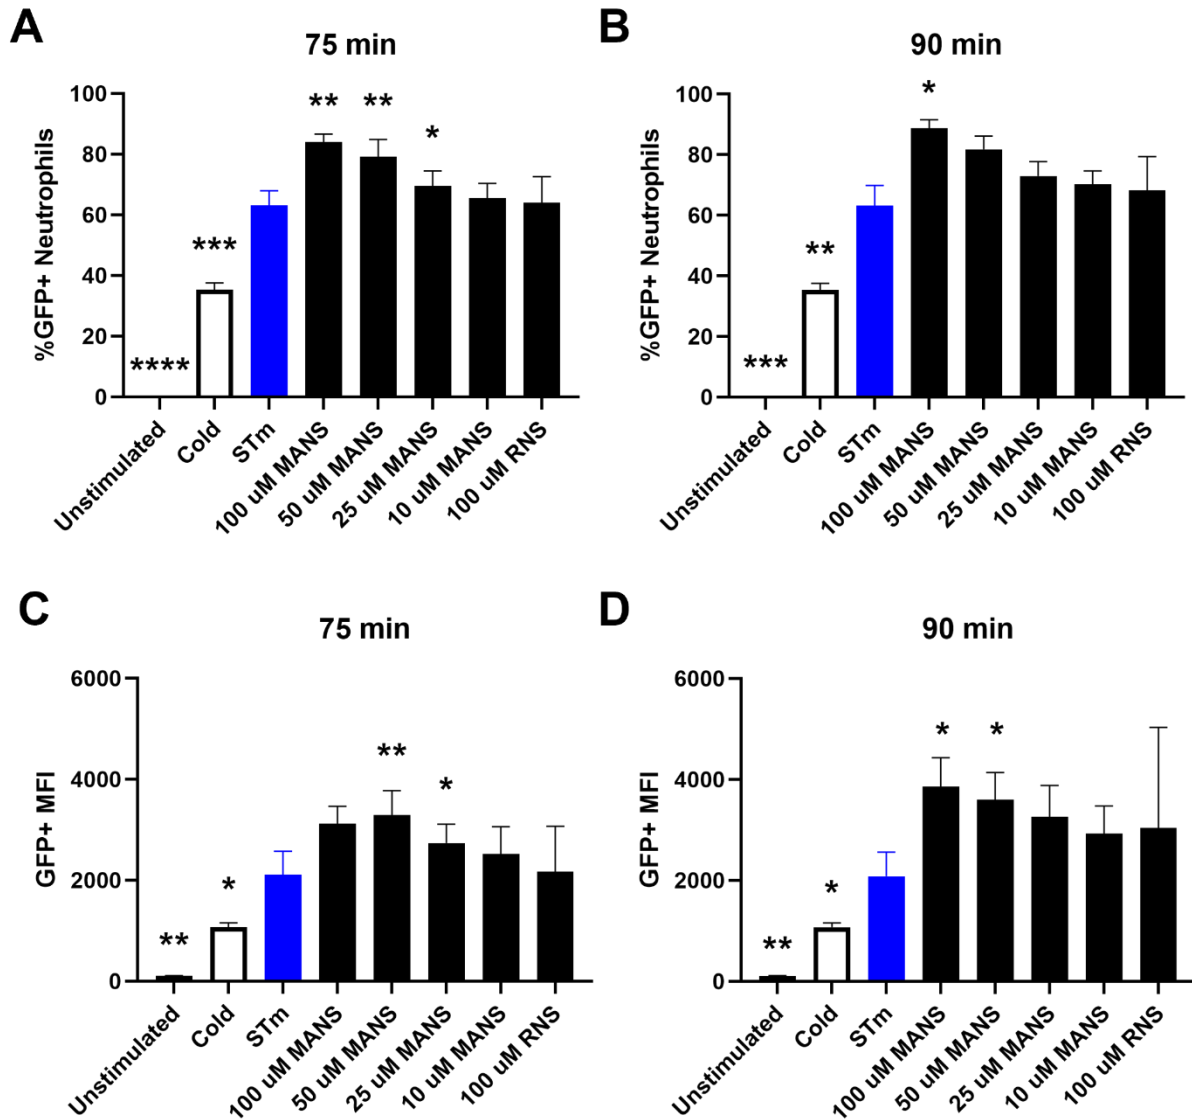 A
75 min
%GFP+ Neutrophils
100
80
60
40
20
0
****
***
**
**
*
Unstimulated
Cold
STm
100 uM MANS
50 uM MANS
25 uM MANS
10 uM MANS
100 uM RNS
B
90 min
%GFP+ Neutrophils
100
80
60
40
20
0
***
**
*
Unstimulated
Cold
STm
100 uM MANS
50 uM MANS
25 uM MANS
10 uM MANS
100 uM RNS
C
75 min
GFP+ MFI
6000
4000
2000
0
**
*
**
*
Unstimulated
Cold
STm
100 uM MANS
50 uM MANS
25 uM MANS
10 uM MANS
100 uM RNS
D
90 min
GFP+ MFI
6000
4000
2000
0
**
*
*
*
Unstimulated
Cold
STm
100 uM MANS
50 uM MANS
25 uM MANS
10 uM MANS
100 uM RNS